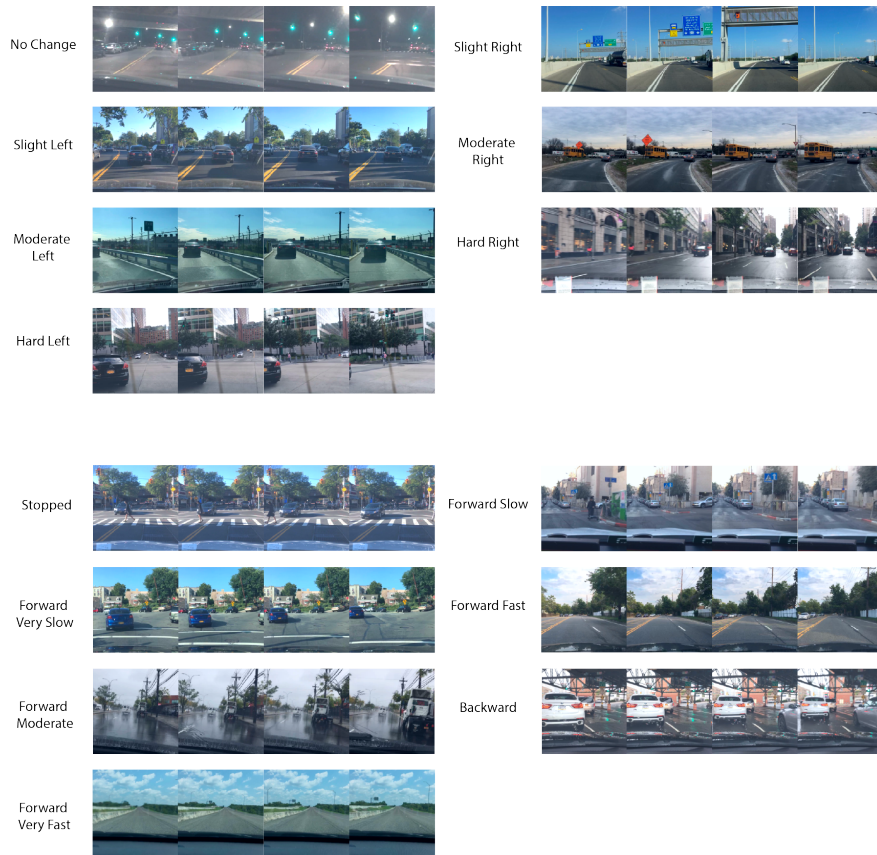 No Change
Slight Left
Moderate
Left
Hard Left
Slight Right
Moderate
Right
Hard Right
Stopped
Forward
Very Slow
Forward
Moderate
Forward
Very Fast
Forward Slow
Forward Fast
Backward